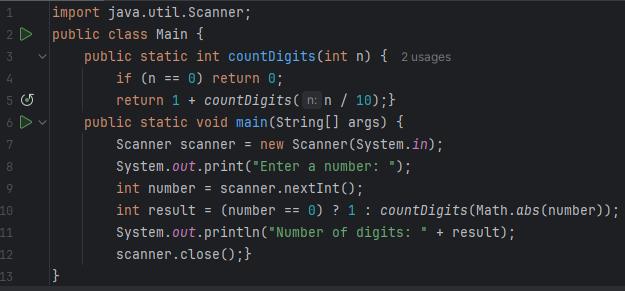 1 import java.util.Scanner;
2 public class Main {
3 public static int countDigits(int n) { 2 usages
4 if (n == 0) return 0;
5 return 1 + countDigits( n: n / 10);}
6 public static void main(String[] args) {
7 Scanner scanner = new Scanner(System.in);
8 System.out.print("Enter a number: ");
9 int number = scanner.nextInt();
10 int result = (number == 0) ? 1 : countDigits(Math.abs(number));
11 System.out.println("Number of digits: " + result);
12 scanner.close();}
13 }